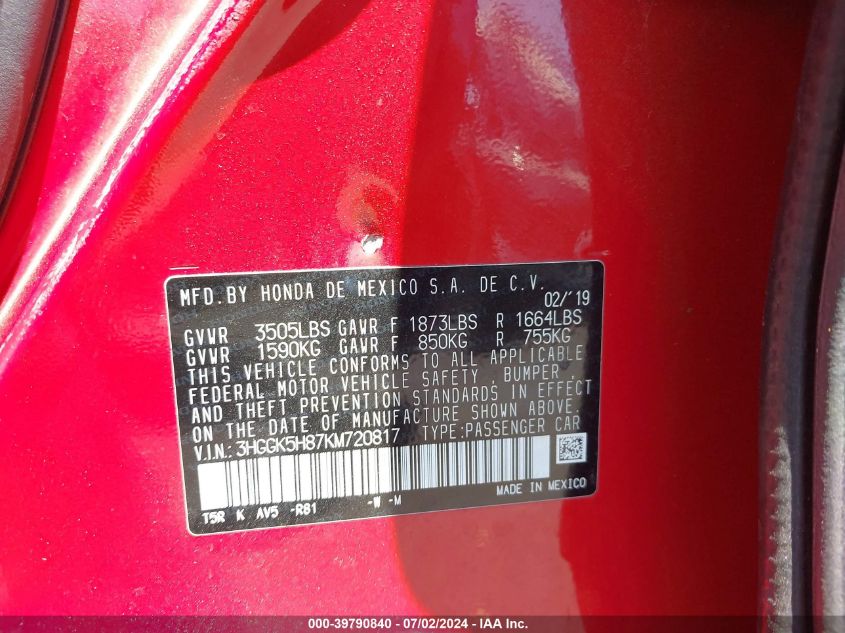 MFD. BY HONDA DE MEXICO S.A. DE C.V.
02/'19
GVWR 3505LBS GAWR F 1873LBS R 1664LBS
GVWR 1590KG GAWR F 850KG R 755KG
THIS VEHICLE CONFORMS TO ALL APPLICABLE
FEDERAL MOTOR VEHICLE SAFETY, BUMPER,
AND THEFT PREVENTION STANDARDS IN EFFECT
ON THE DATE OF MANUFACTURE SHOWN ABOVE.
V.IN.: 3HGGK5H87KM720817 TYPE:PASSENGER CAR
T5R K AV5 -R81 -W -M
MADE IN MEXICO
000-39790840 - 07/02/2024 - IAA Inc.